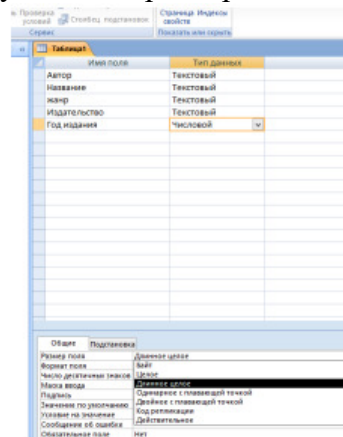 Проверка условий Столбец подстановок Страница свойств Индексы
Сервис Показать или скрыть
Таблица1
Имя поля Тип данных
Автор Текстовый
Название Текстовый
жанр Текстовый
Издательство Текстовый
Год издания Числовой
Общие Подстановка
Размер поля Длинное целое
Формат поля Байт
Число десятичных знаков Целое
Маска ввода Длинное целое
Подпись Одинарное с плавающей точкой
Значение по умолчанию Двойное с плавающей точкой
Условие на значение Код репликации
Сообщение об ошибке Действительное
Обязательное поле Нет